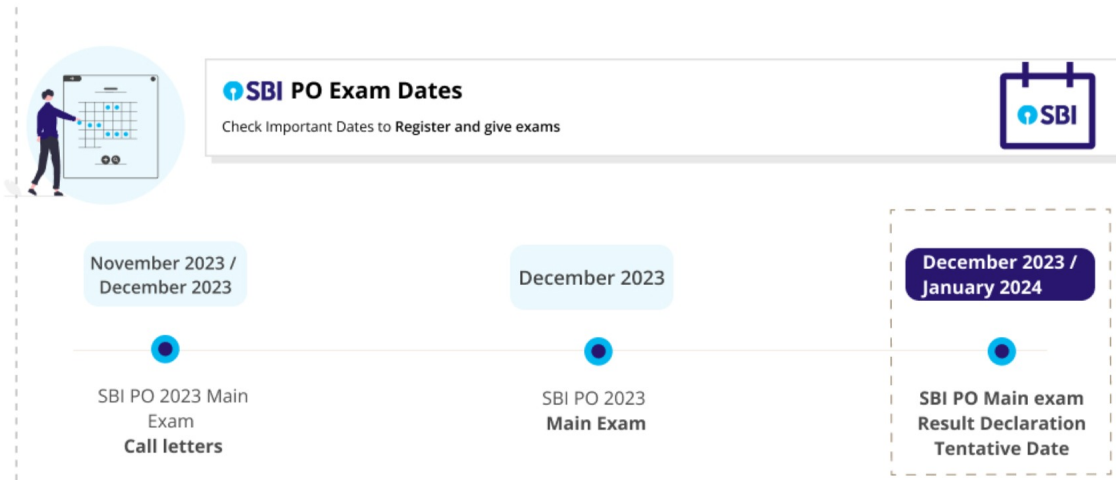 SBI PO Exam Dates
Check Important Dates to Register and give exams
SBI
November 2023 /
December 2023
SBI PO 2023 Main
Exam
Call letters
December 2023
SBI PO 2023
Main Exam
December 2023 /
January 2024
SBI PO Main exam
Result Declaration
Tentative Date